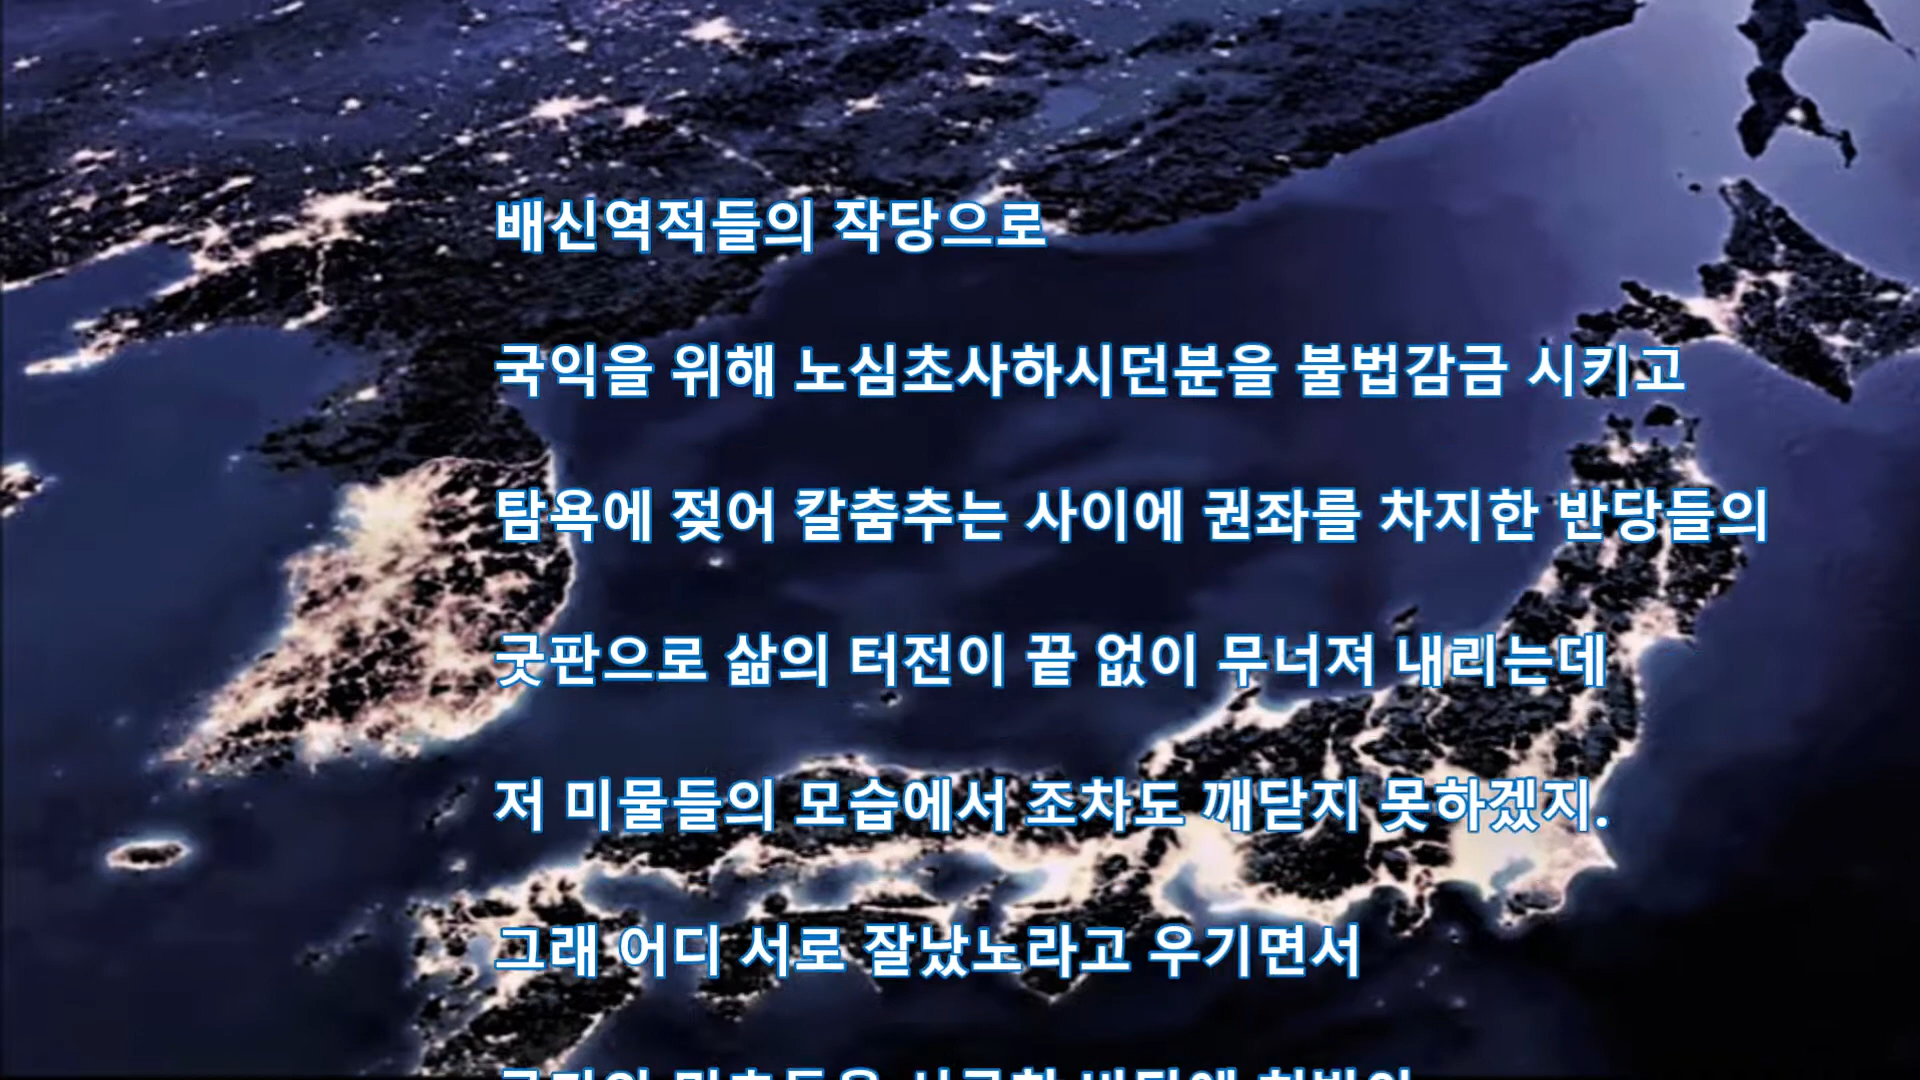 배신역적들의 작당으로
국익을 위해 노심초사하시던분을 불법감금 시키고
탐욕에 젖어 칼춤추는 사이에 권좌를 차지한 반당들의
굿판으로 삶의 터전이 끝 없이 무너져 내리는데
저 미물들의 모습에서 조차도 깨닫지 못하겠지.
그래 어디 서로 잘났노라고 우기면서